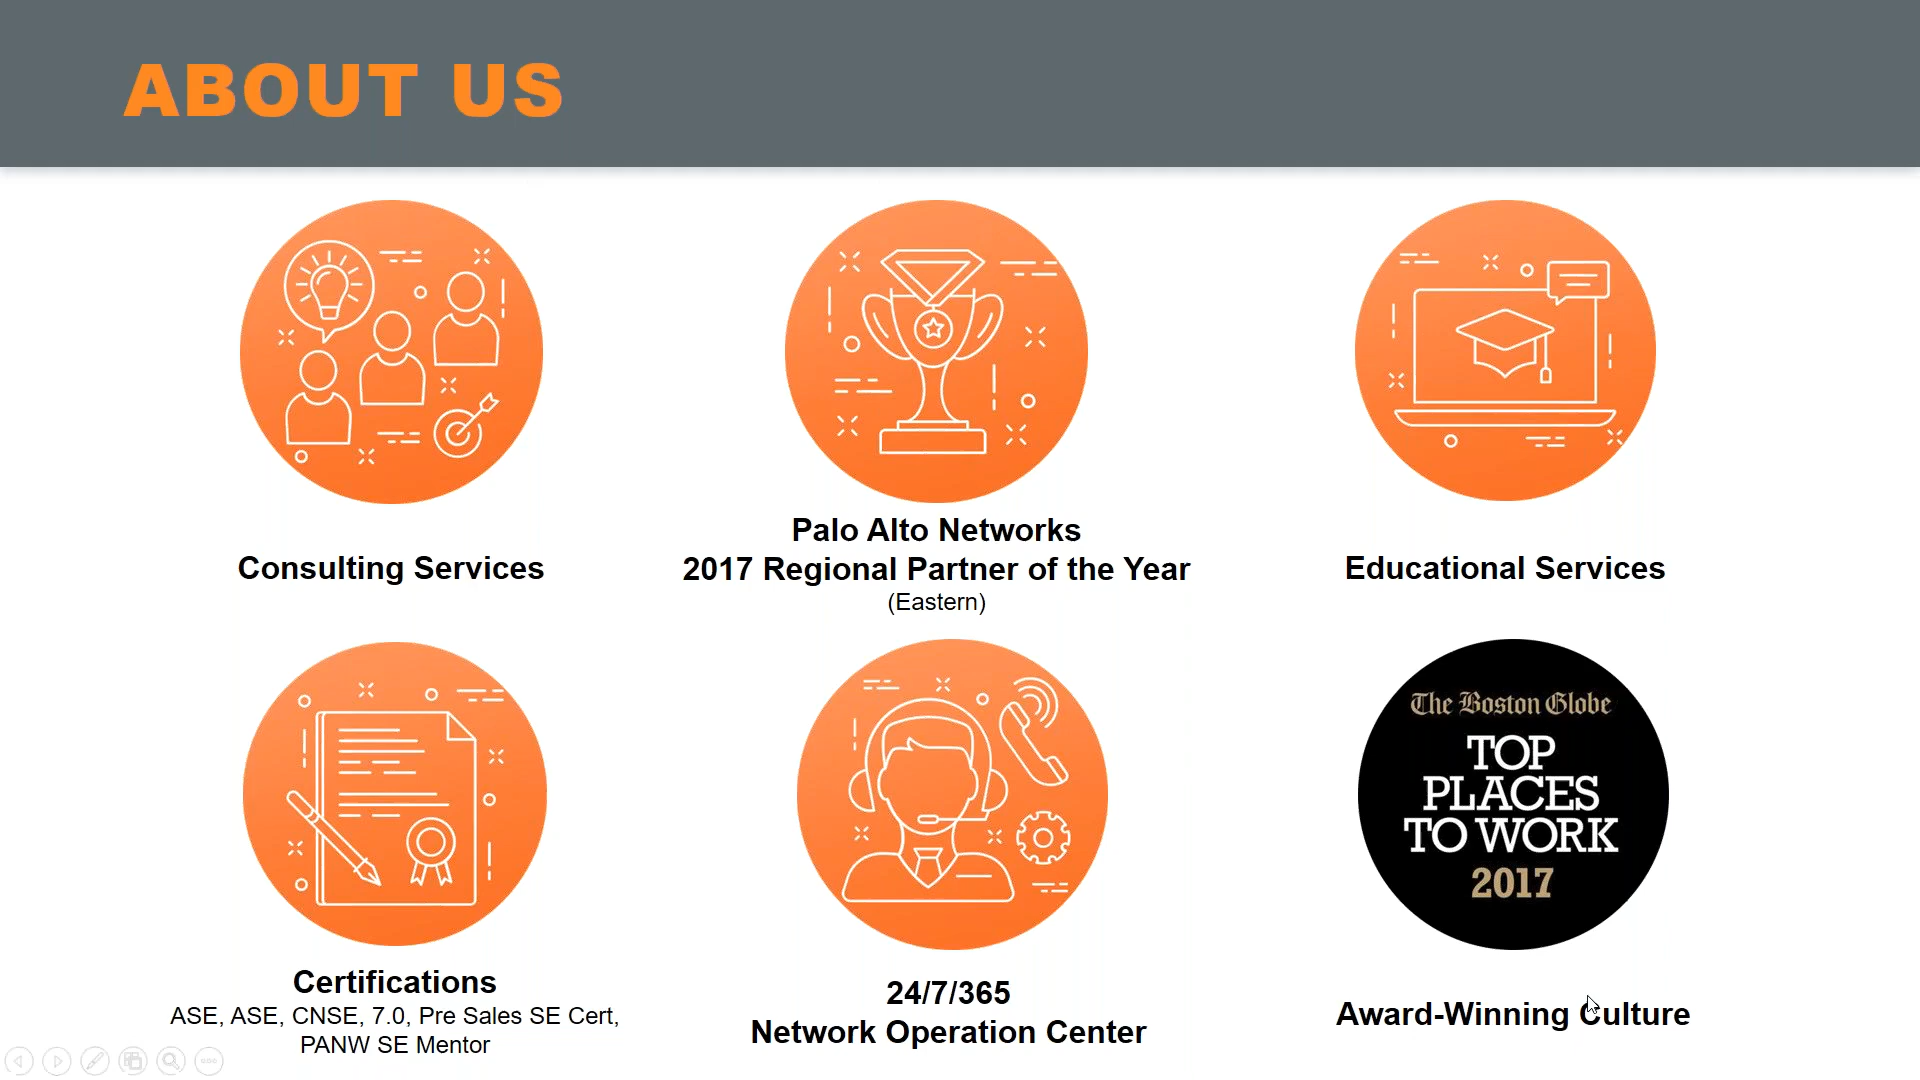 ABOUT US
Consulting Services
Palo Alto Networks
2017 Regional Partner of the Year
(Eastern)
Educational Services
Certifications
ASE, ASE, CNSE, 7.0, Pre Sales SE Cert,
PANW SE Mentor
24/7/365
Network Operation Center
The Boston Globe
TOP
PLACES
TO WORK
2017
Award-Winning Culture